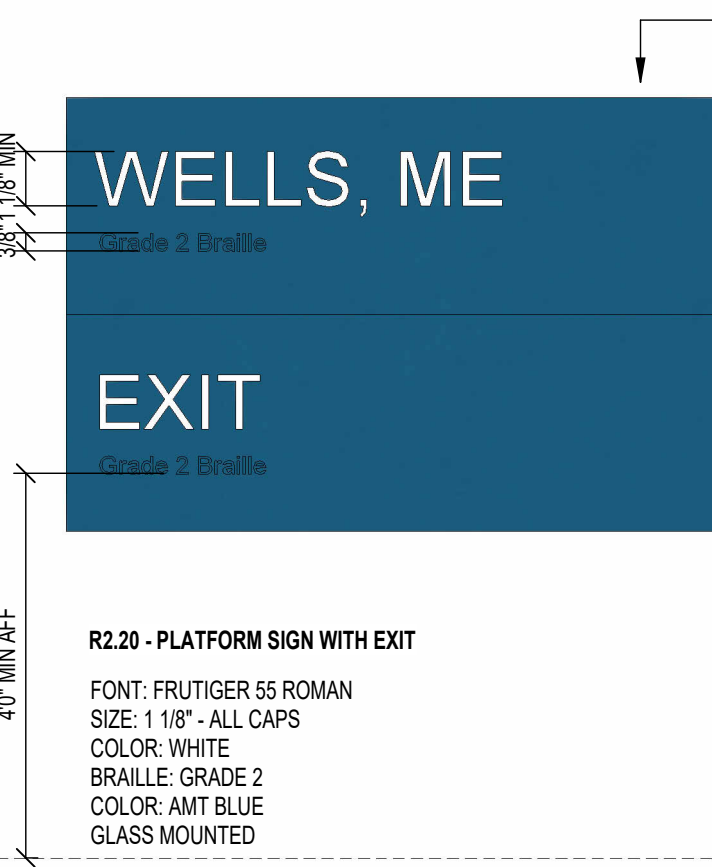 WELLS, ME
1 1/8" MIN
3/8"
Grade 2 Braille
EXIT
Grade 2 Braille
4'0" MIN AFF
R2.20 - PLATFORM SIGN WITH EXIT
FONT: FRUTIGER 55 ROMAN
SIZE: 1 1/8" - ALL CAPS
COLOR: WHITE
BRAILLE: GRADE 2
COLOR: AMT BLUE
GLASS MOUNTED